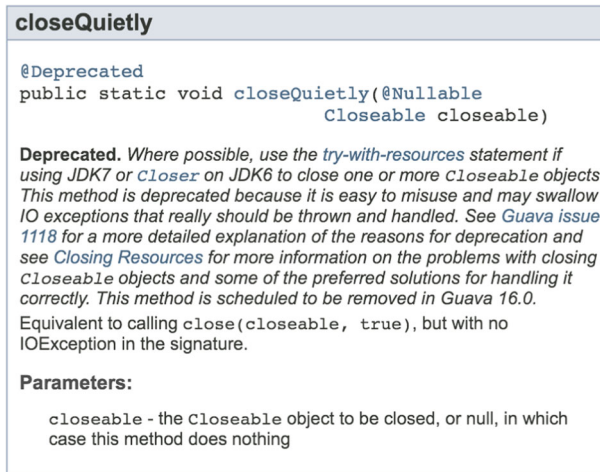 closeQuietly
@Deprecated
public static void closeQuietly(@Nullable
Closeable closeable)
Deprecated. Where possible, use the try-with-resources statement if
using JDK7 or Closer on JDK6 to close one or more Closeable objects
This method is deprecated because it is easy to misuse and may swallow
IO exceptions that really should be thrown and handled. See Guava issue
1118 for a more detailed explanation of the reasons for deprecation and
see Closing Resources for more information on the problems with closing
Closeable objects and some of the preferred solutions for handling it
correctly. This method is scheduled to be removed in Guava 16.0.
Equivalent to calling close(closeable, true), but with no
IOException in the signature.
Parameters:
closeable - the Closeable object to be closed, or null, in which
case this method does nothing